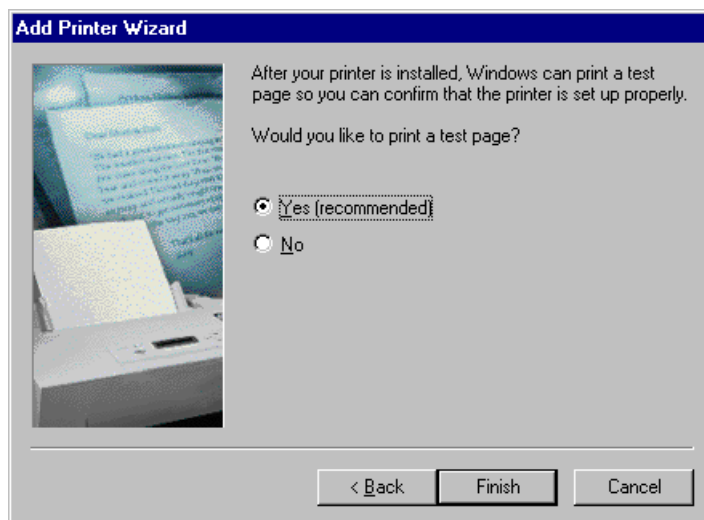 Add Printer Wizard
After your printer is installed, Windows can print a test
page so you can confirm that the printer is set up properly.
Would you like to print a test page?
Yes (recommended)
No
< Back
Finish
Cancel